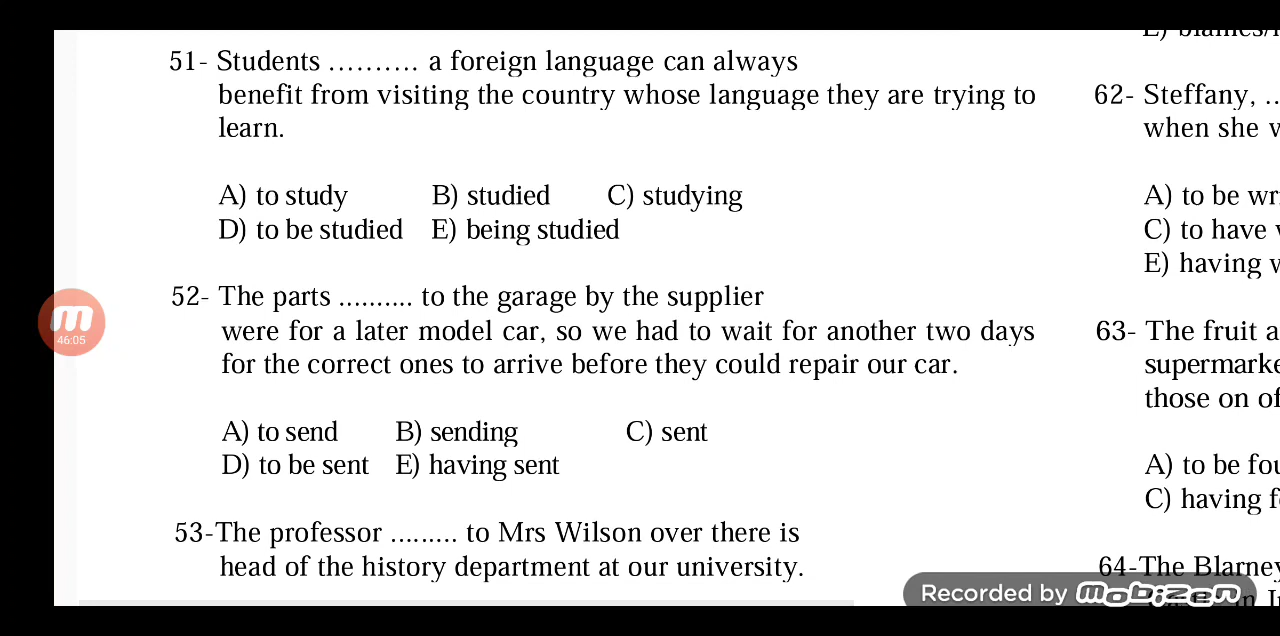 51- Students .......... a foreign language can always
benefit from visiting the country whose language they are trying to
learn.
A) to study B) studied C) studying
D) to be studied E) being studied
52- The parts .......... to the garage by the supplier
were for a later model car, so we had to wait for another two days
for the correct ones to arrive before they could repair our car.
A) to send B) sending C) sent
D) to be sent E) having sent
53-The professor ......... to Mrs Wilson over there is
head of the history department at our university.
62- Steffany, ..
when she
A) to be
C) to have
E) having
63- The fruit
those on
A) to be
C) having
64-The Blarney
46:05
Recorded by mobizen